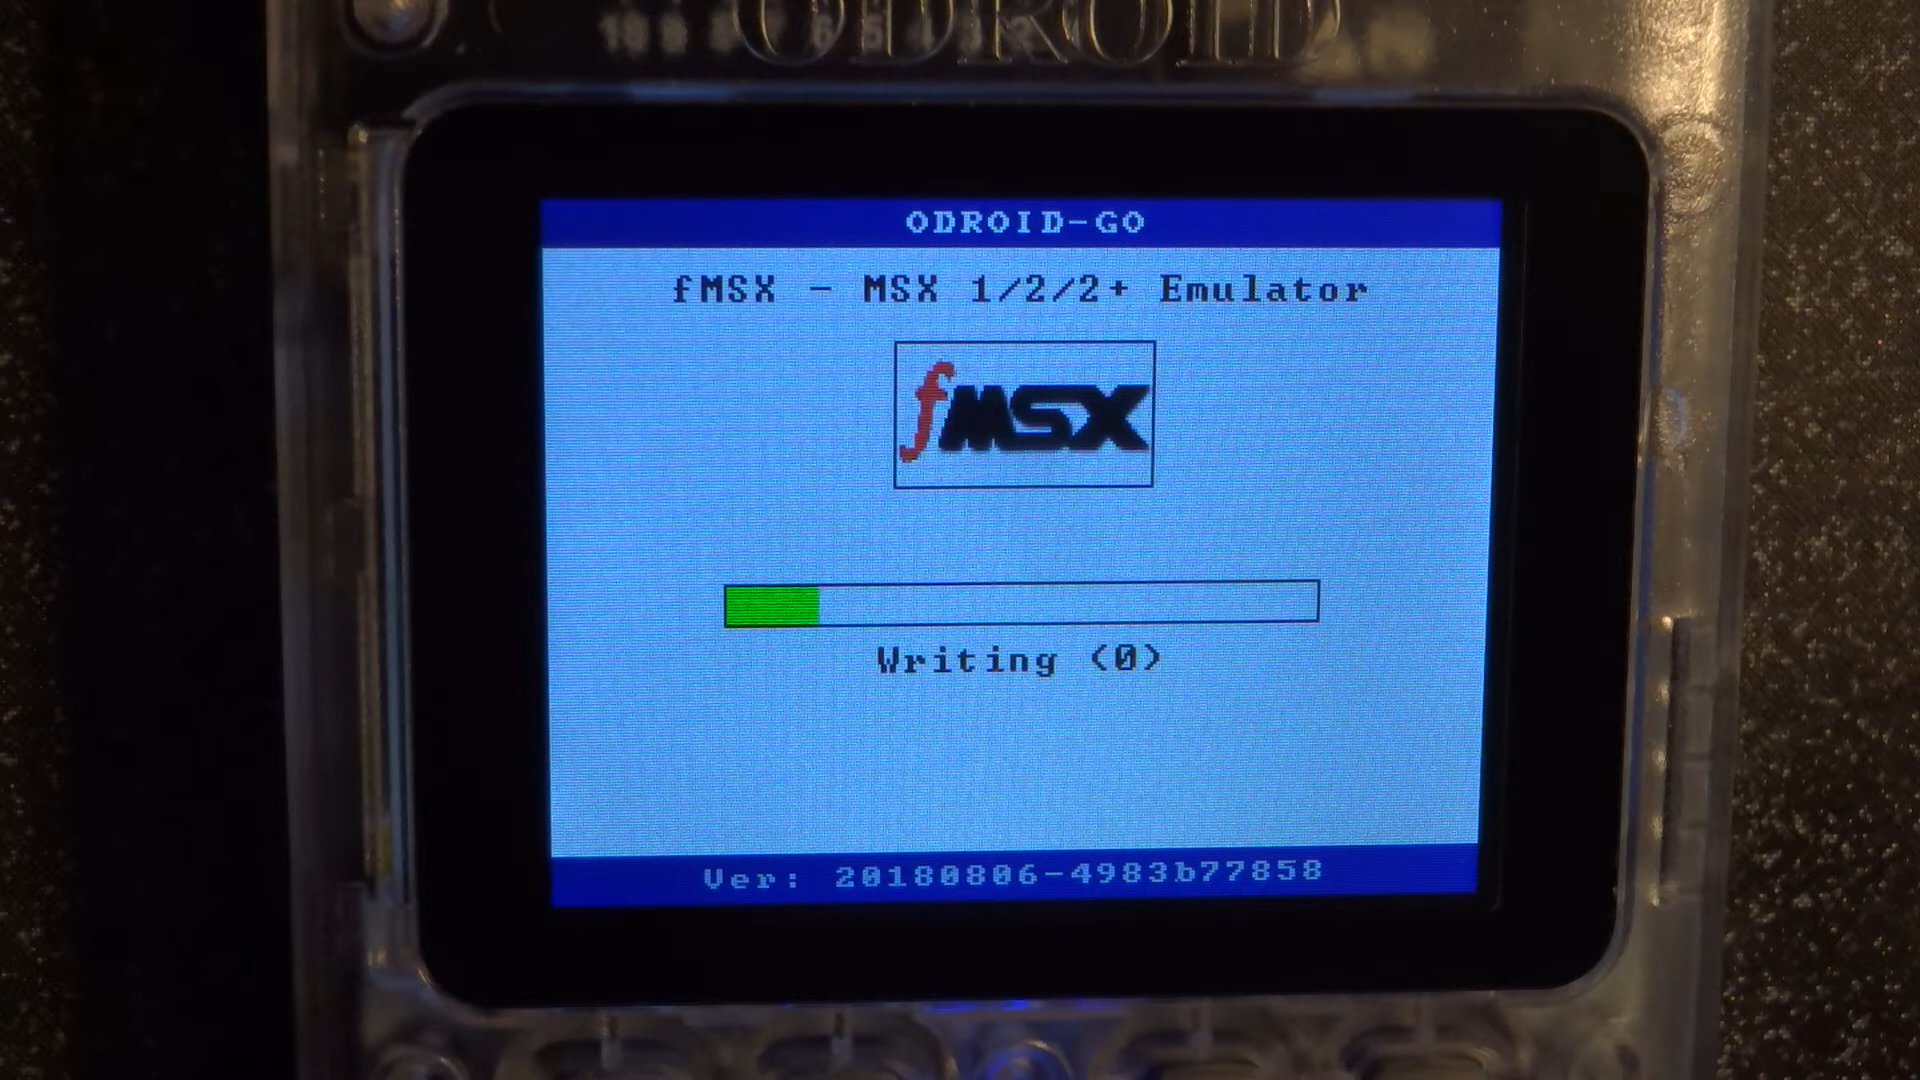 ODROID
ODROID-GO
fMSX - MSX 1/2/2+ Emulator
fMSX
Writing (0)
Ver: 20180806-4983b77858